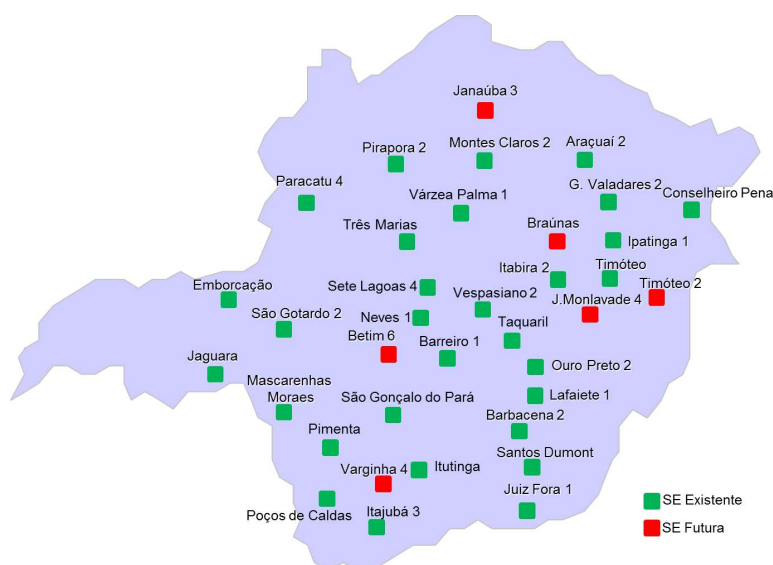 Janaúba 3
Montes Claros 2
Araçuaí 2
Pirapora 2
Paracatu 4
Várzea Palma 1
G. Valadares 2
Conselheiro Pena
Três Marias
Braúnas
Ipatinga 1
Emborcação
Sete Lagoas 4
Itabira 2
Timóteo
Timóteo 2
São Gotardo 2
Neves 1
Vespasiano 2
J.Monlavade 4
Betim 6
Barreiro 1
Taquaril
Jaguara
Ouro Preto 2
Mascarenhas
Moraes
São Gonçalo do Pará
Lafaiete 1
Pimenta
Barbacena 2
Varginha 4
Itutinga
Santos Dumont
Poços de Caldas
Itajubá 3
Juiz Fora 1
SE Existente
SE Futura